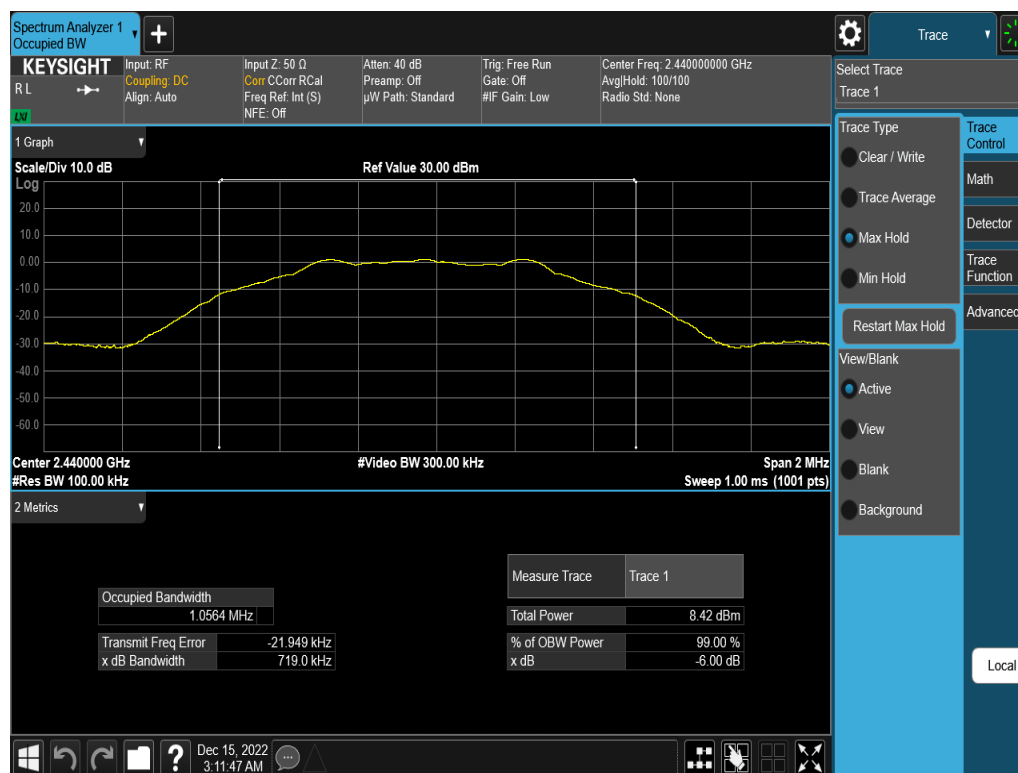 Spectrum Analyzer 1
Occupied BW
+
Trace
KEYSIGHT
R L
LXI
Input: RF
Coupling: DC
Align: Auto
Input Z: 50 Ω
Corr CCorr RCal
Freq Ref: Int (S)
NFE: Off
Atten: 40 dB
Preamp: Off
µW Path: Standard
Trig: Free Run
Gate: Off
#IF Gain: Low
Center Freq: 2.440000000 GHz
Avg|Hold: 100/100
Radio Std: None
Select Trace
Trace 1
1 Graph
Scale/Div 10.0 dB
Ref Value 30.00 dBm
Log
20.0
10.0
0.00
-10.0
-20.0
-30.0
-40.0
-50.0
-60.0
Center 2.440000 GHz
#Video BW 300.00 kHz
Span 2 MHz
#Res BW 100.00 kHz
Sweep 1.00 ms (1001 pts)
Trace Type
Clear / Write
Trace Average
Max Hold
Min Hold
Restart Max Hold
View/Blank
Active
View
Blank
Background
Trace
Control
Math
Detector
Trace
Function
Advanced
Local
2 Metrics
Occupied Bandwidth
1.0564 MHz
Transmit Freq Error -21.949 kHz
x dB Bandwidth 719.0 kHz
Measure Trace Trace 1
Total Power 8.42 dBm
% of OBW Power 99.00 %
x dB -6.00 dB
?
Dec 15, 2022
3:11:47 AM